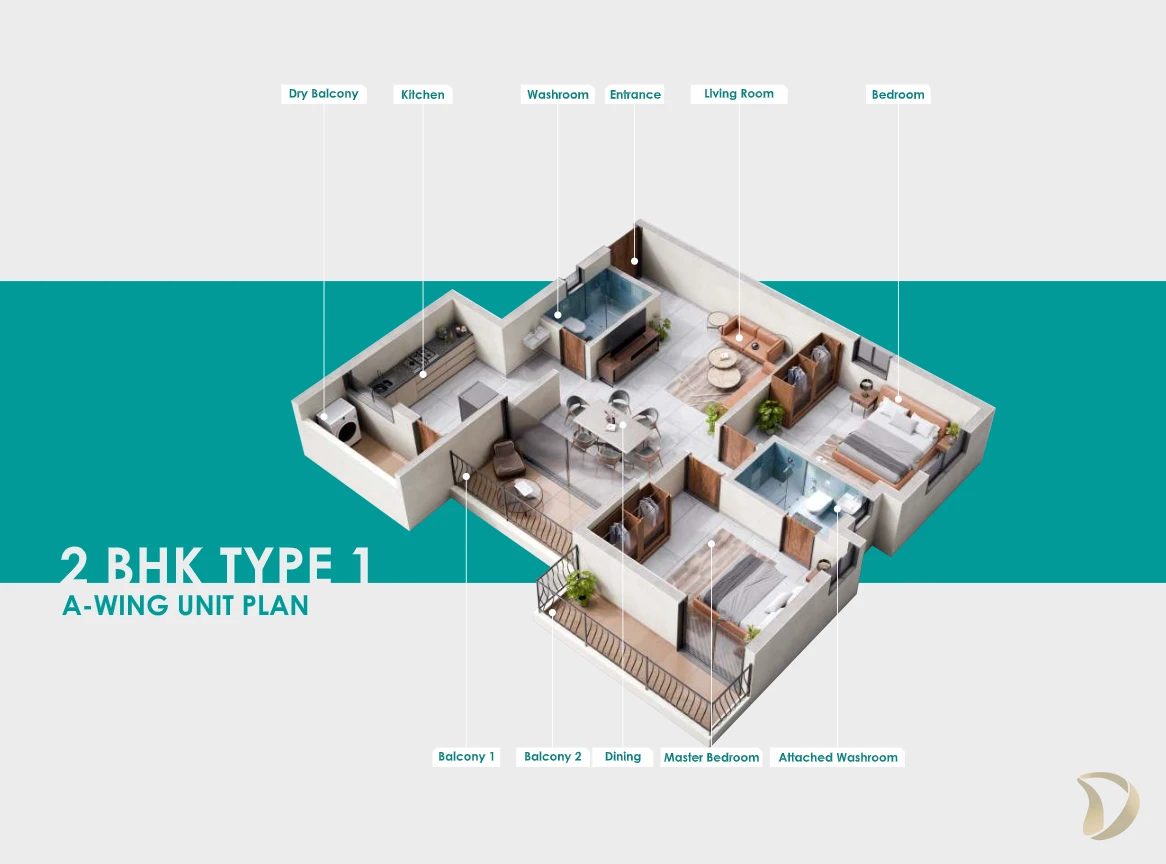 Dry Balcony
Kitchen
Washroom
Entrance
Living Room
Bedroom
2 BHK TYPE 1
A-WING UNIT PLAN
Balcony 1
Balcony 2
Dining
Master Bedroom
Attached Washroom